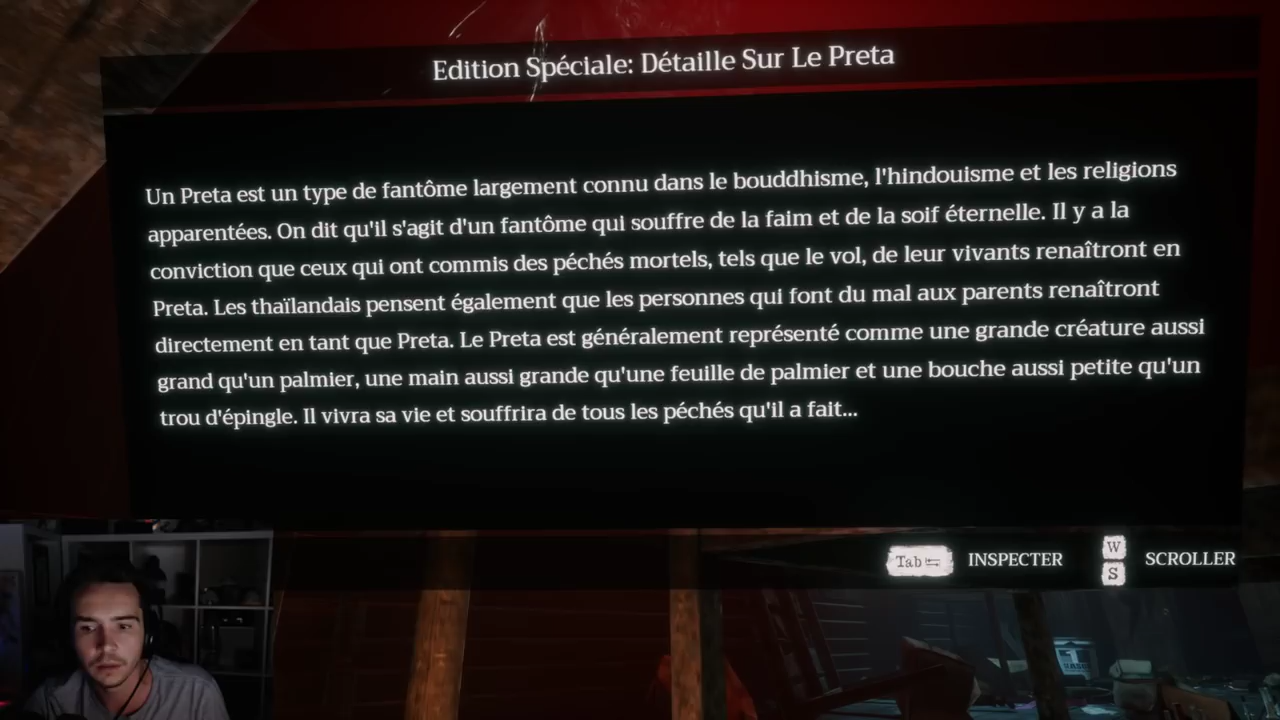 Edition Spéciale: Détaille Sur Le Preta
Un Preta est un type de fantôme largement connu dans le bouddhisme, l'hindouisme et les religions
apparentées. On dit qu'il s'agit d'un fantôme qui souffre de la faim et de la soif éternelle. Il y a la
conviction que ceux qui ont commis des péchés mortels, tels que le vol, de leur vivants renaîtront en
Preta. Les thaïlandais pensent également que les personnes qui font du mal aux parents renaîtront
directement en tant que Preta. Le Preta est généralement représenté comme une grande créature aussi
grand qu'un palmier, une main aussi grande qu'une feuille de palmier et une bouche aussi petite qu'un
trou d'épingle. Il vivra sa vie et souffrira de tous les péchés qu'il a fait...
Tab INSPECTER
W
S SCROLLER